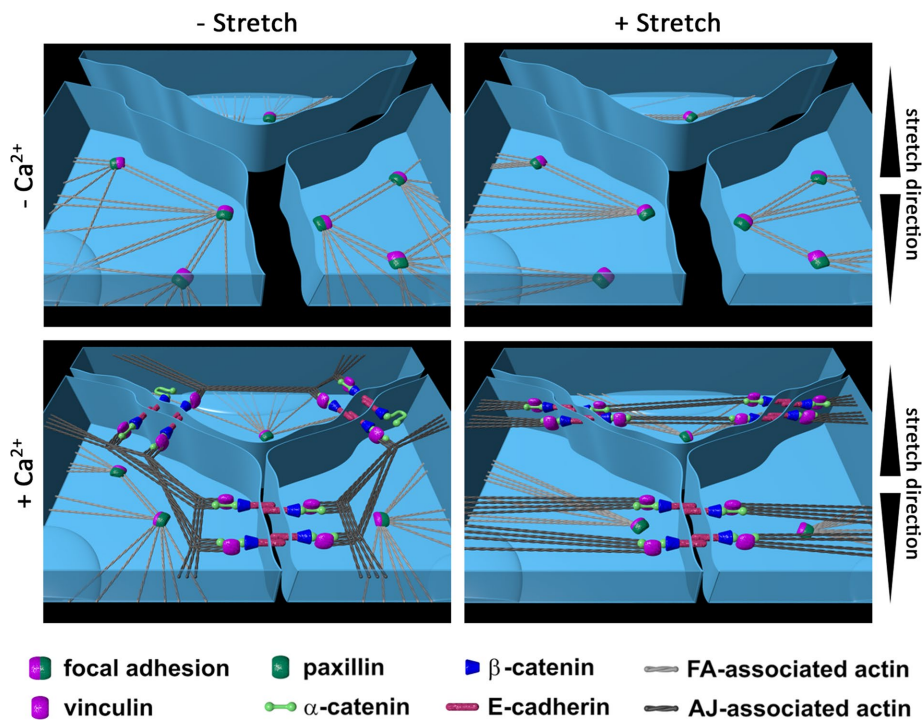 - Stretch
+ Stretch
- Ca²⁺
stretch direction
+ Ca²⁺
stretch direction
focal adhesion
paxillin
β-catenin
FA-associated actin
vinculin
α-catenin
E-cadherin
AJ-associated actin